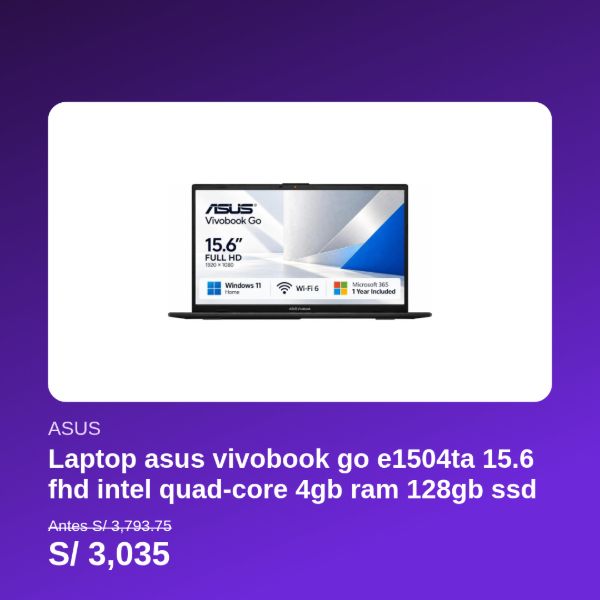 ASUS
Vivobook Go
15.6”
FULL HD
1920 x 1080
Windows 11
Home
Wi-Fi 6
Microsoft 365
1 Year Included
ASUS Vivobook
ASUS
Laptop asus vivobook go e1504ta 15.6
fhd intel quad-core 4gb ram 128gb ssd
Antes S/ 3,793.75
S/ 3,035